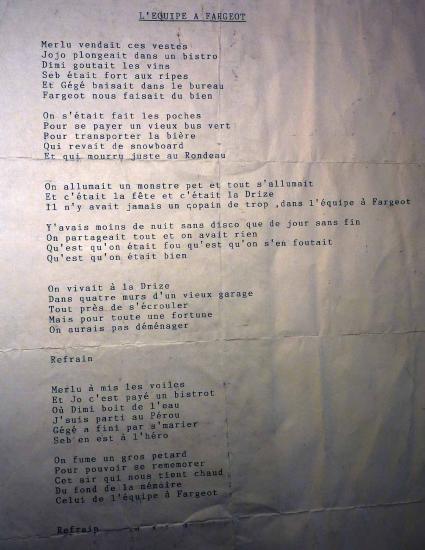 L'EQUIPE A FARGEOT
Merlu vendait ces vestes
Jojo plongeait dans un bistro
Dimi goutait les vins
Seb était fort aux ripes
Et Gégé baisait dans le bureau
Fargeot nous faisait du bien
On s'était fait les poches
Pour se payer un vieux bus vert
Pour transporter la bière
Qui revait de snowboard
Et qui mourru juste au Rondeau
On allumait un monstre pet et tout s'allumait
Et c'était la fête et c'était la Drize
Il n'y avait jamais un copain de trop ,dans l'équipe à Fargeot
Y'avais moins de nuit sans disco que de jour sans fin
On partageait tout et on avait rien
Qu'est qu'on était fou qu'est qu'on s'en foutait
Qu'est qu'on était bien
On vivait à la Drize
Dans quatre murs d'un vieux garage
Tout près de s'écrouler
Mais pour toute une fortune
On aurais pas déménager
Refrain
Merlu à mis les voiles
Et Jo c'est payé un bistrot
Où Dimi boit de l'eau
J'suis parti au Pérou
Gégé a fini par s'marier
Seb en est à l'héro
On fume un gros petard
Pour pouvoir se rememorer
Cet air qui nous tient chaud
Du fond de la mémoire
Celui de l'équipe à Fargeot
Refrain